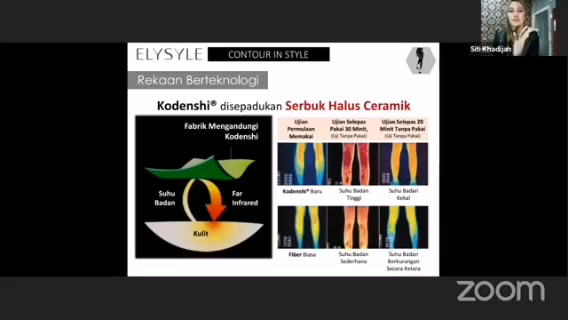 Siti Khadijah
ELYSYLE
CONTOUR IN STYLE
Rekaan Berteknologi
Kodenshi® disepadukan Serbuk Halus Ceramik
Fabrik Mengandungi
Kodenshi
Suhu
Badan
Far
Infrared
Kulit
Ujian
Permulaan
Memakai
Ujian Selepas
Pakai 30 Minit,
(Uji Tanpa Pakai)
Ujian Selepas 20
Minit Tanpa Pakai
(Uji Tanpa Pakai)
Kodenshi® Baru
Suhu Badan
Tinggi
Suhu Badan
Kekal
Fiber Biasa
Suhu Badan
Sederhana
Suhu Badan
Berkurangan
Secara Ketara
zoom